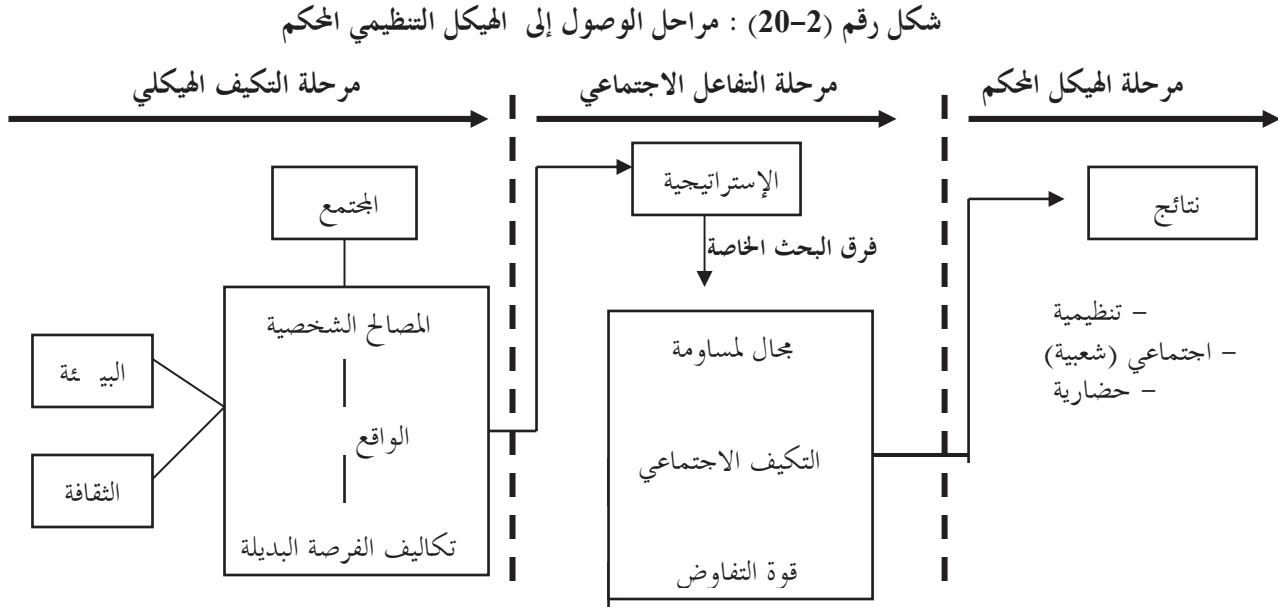 شكل رقم (2-20) : مراحل الوصول إلى الهيكل التنظيمي المحكم
مرحلة التكيف الهيكلي
مرحلة التفاعل الاجتماعي
مرحلة الهيكل المحكم
المجتمع
البيئة
الثقافة
المصالح الشخصية
الواقع
تكاليف الفرصة البديلة
الإستراتيجية
فرق البحث الخاصة
مجال لمساومة
التكيف الاجتماعي
قوة التفاوض
نتائج
– تنظيمية
– اجتماعي (شعبية)
– حضارية